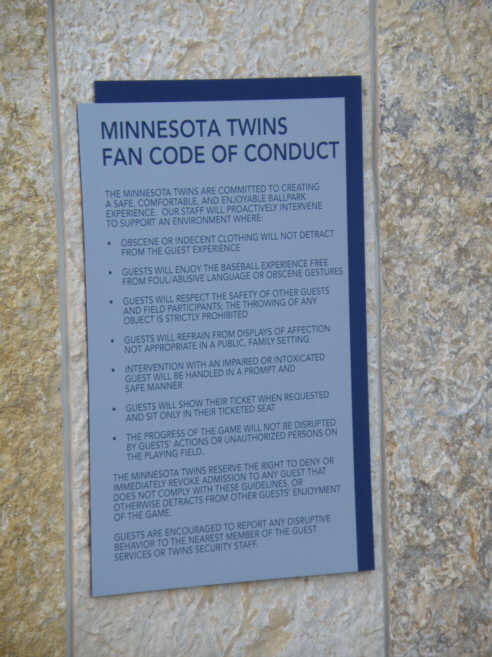 MINNESOTA TWINS
FAN CODE OF CONDUCT
THE MINNESOTA TWINS ARE COMMITTED TO CREATING
A SAFE, COMFORTABLE, AND ENJOYABLE BALLPARK
EXPERIENCE. OUR STAFF WILL PROACTIVELY INTERVENE
TO SUPPORT AN ENVIRONMENT WHERE:
• OBSCENE OR INDECENT CLOTHING WILL NOT DETRACT
FROM THE GUEST EXPERIENCE
• GUESTS WILL ENJOY THE BASEBALL EXPERIENCE FREE
FROM FOUL/ABUSIVE LANGUAGE OR OBSCENE GESTURES
• GUESTS WILL RESPECT THE SAFETY OF OTHER GUESTS
AND FIELD PARTICIPANTS; THE THROWING OF ANY
OBJECT IS STRICTLY PROHIBITED
• GUESTS WILL REFRAIN FROM DISPLAYS OF AFFECTION
NOT APPROPRIATE IN A PUBLIC, FAMILY SETTING
• INTERVENTION WITH AN IMPAIRED OR INTOXICATED
GUEST WILL BE HANDLED IN A PROMPT AND
SAFE MANNER
• GUESTS WILL SHOW THEIR TICKET WHEN REQUESTED
AND SIT ONLY IN THEIR TICKETED SEAT
• THE PROGRESS OF THE GAME WILL NOT BE DISRUPTED
BY GUESTS' ACTIONS OR UNAUTHORIZED PERSONS ON
THE PLAYING FIELD.
THE MINNESOTA TWINS RESERVE THE RIGHT TO DENY OR
IMMEDIATELY REVOKE ADMISSION TO ANY GUEST THAT
DOES NOT COMPLY WITH THESE GUIDELINES, OR
OTHERWISE DETRACTS FROM OTHER GUESTS' ENJOYMENT
OF THE GAME.
GUESTS ARE ENCOURAGED TO REPORT ANY DISRUPTIVE
BEHAVIOR TO THE NEAREST MEMBER OF THE GUEST
SERVICES OR TWINS SECURITY STAFF.